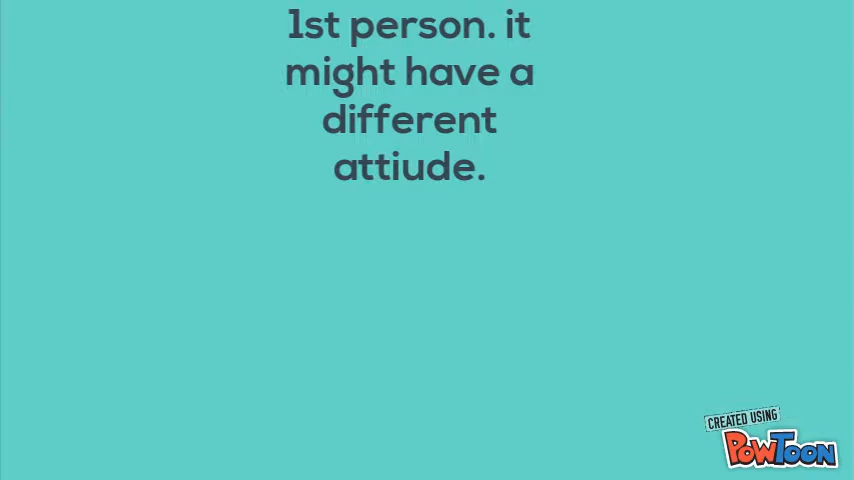 1st person. it
might have a
different
attiude.
CREATED USING
POWTOON